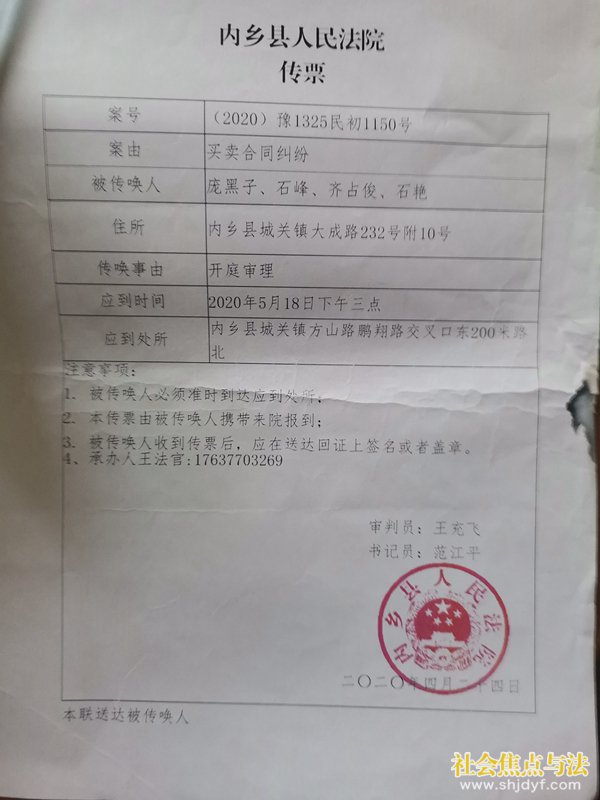 内乡县人民法院
传票
案号 （2020）豫1325民初1150号
案由 买卖合同纠纷
被传唤人 庞黑子、石峰、齐占俊、石艳
住所 内乡县城关镇大成路232号附10号
传唤事由 开庭审理
应到时间 2020年5月18日下午三点
应到处所 内乡县城关镇方山路鹏翔路交叉口东200米路
北
注意事项：
1. 被传唤人必须准时到达应到处所；
2. 本传票由被传唤人携带来院报到；
3. 被传唤人收到传票后，应在送达回证上签名或者盖章。
4、承办人王法官:17637703269
审判员：王充飞
书记员：范江平
内乡县人民法院
二〇二〇年四月二十四日
本联送达被传唤人
社会焦点与法
www.shjdyf.com